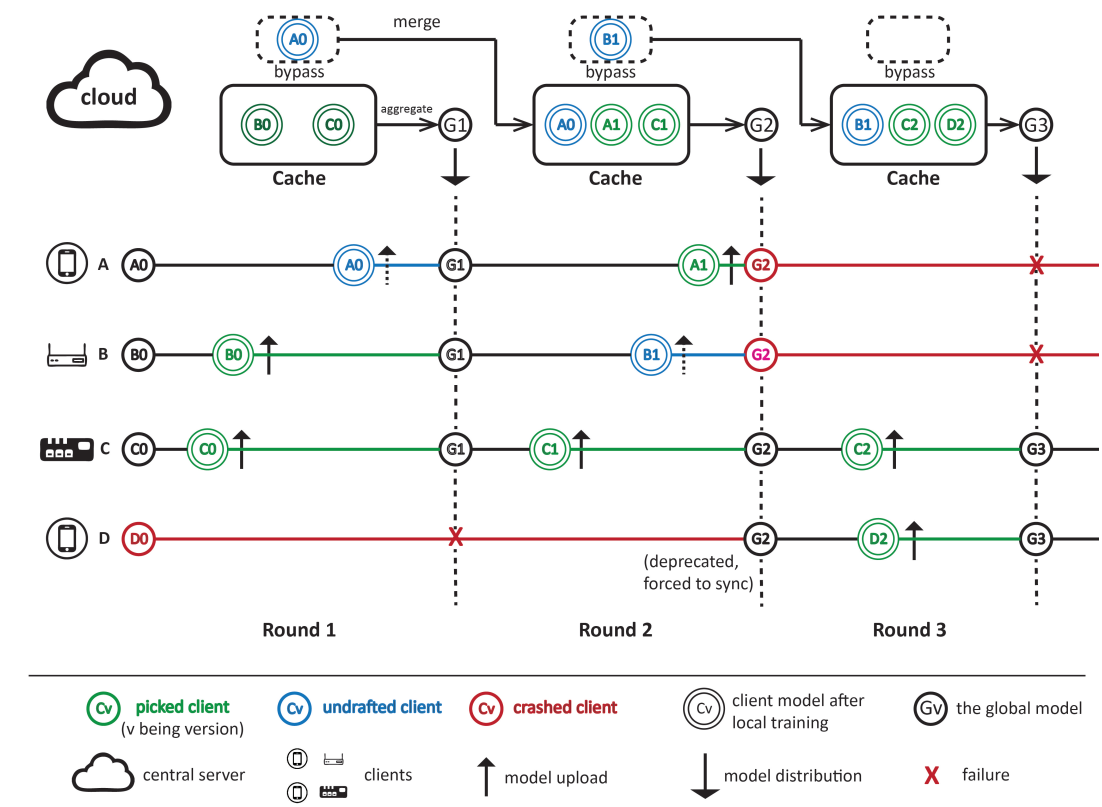 A0
merge
B1
bypass
bypass
bypass
cloud
B0 C0
aggregate
G1
A0 A1 C1
G2
B1 C2 D2
G3
Cache
Cache
Cache
A A0 A0 G1 A1 G2 X
B B0 B0 G1 B1 G2 X
C C0 C0 G1 C1 G2 C2 G3
D D0 X G2 D2 G3
(deprecated,
forced to sync)
Round 1
Round 2
Round 3
Cv picked client
(v being version)
Cv undrafted client
Cv crashed client
Cv client model after
local training
Gv the global model
central server
clients
model upload
model distribution
X failure